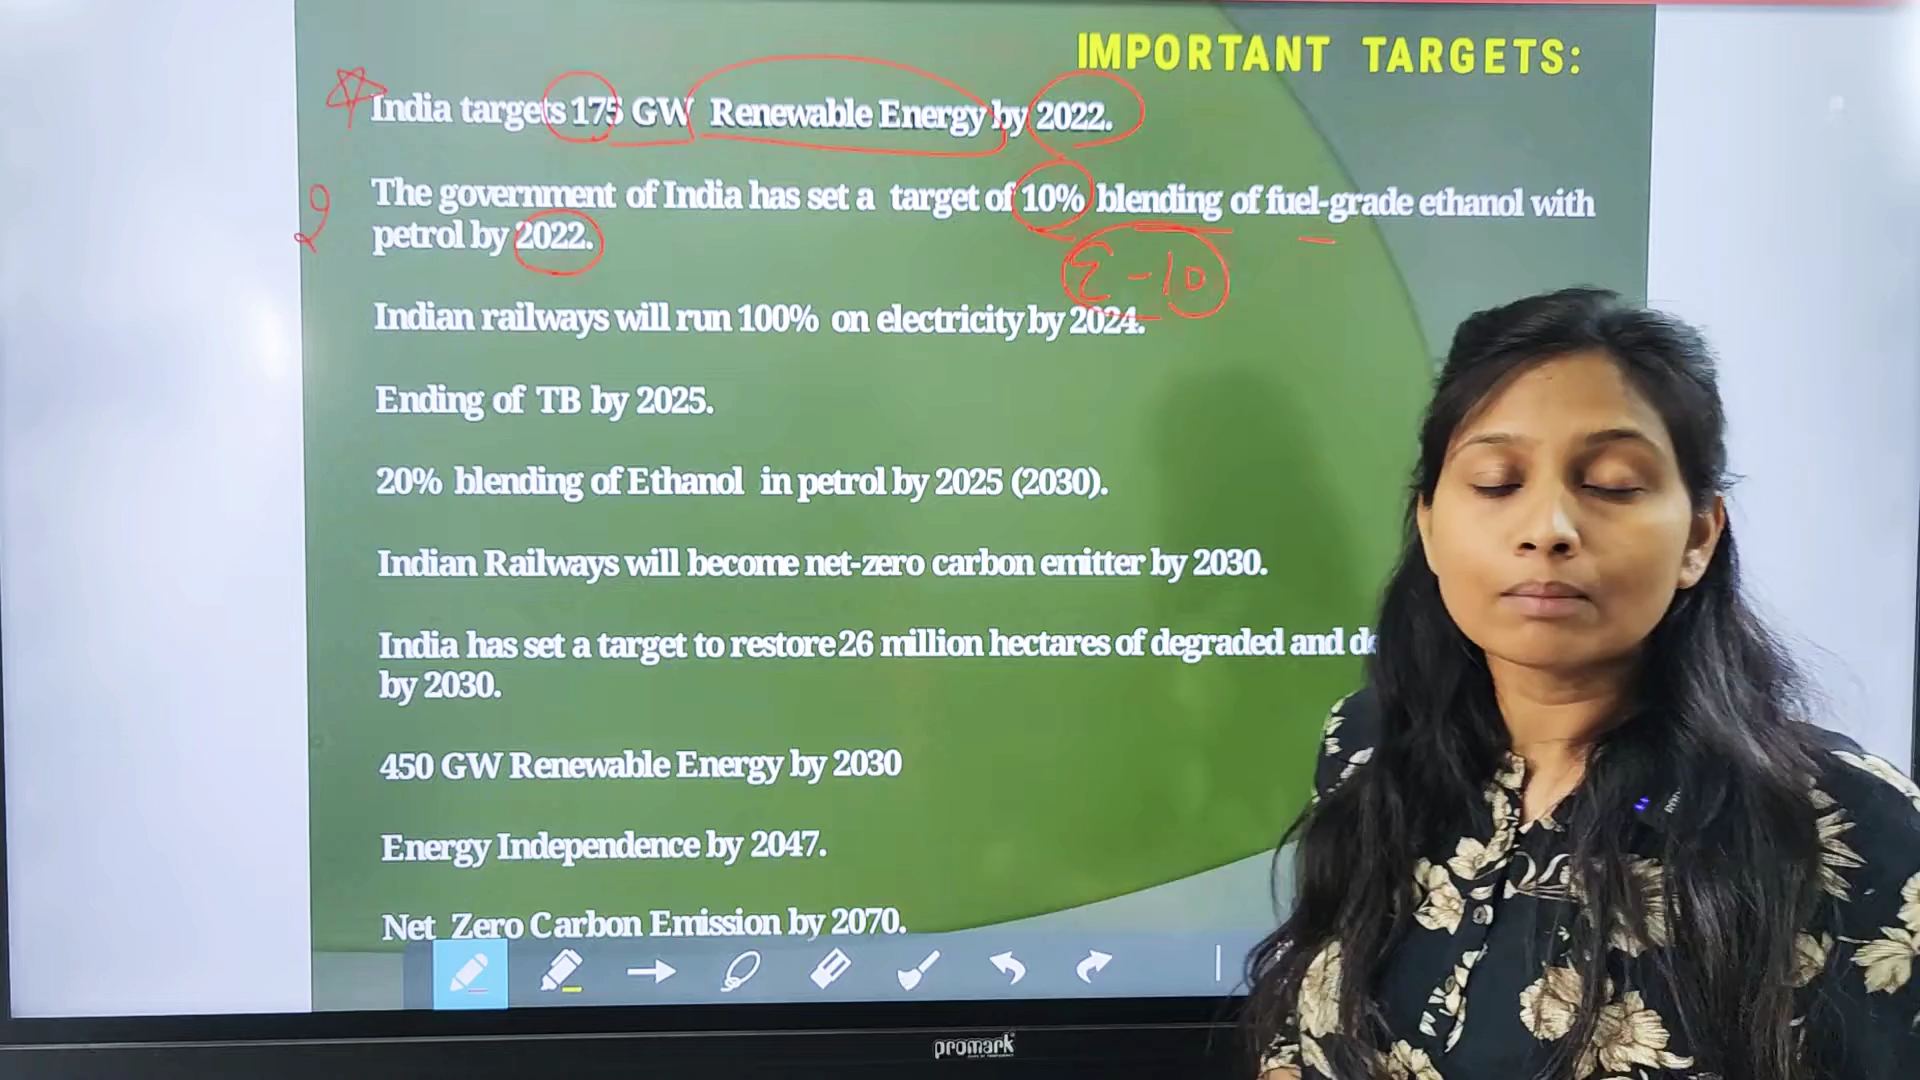 IMPORTANT TARGETS:
India targets 175 GW Renewable Energy by 2022.
The government of India has set a target of 10% blending of fuel-grade ethanol with
petrol by 2022.
E-10
Indian railways will run 100% on electricity by 2024.
Ending of TB by 2025.
20% blending of Ethanol in petrol by 2025 (2030).
Indian Railways will become net-zero carbon emitter by 2030.
India has set a target to restore 26 million hectares of degraded and
by 2030.
450 GW Renewable Energy by 2030
Energy Independence by 2047.
Net Zero Carbon Emission by 2070.
promark